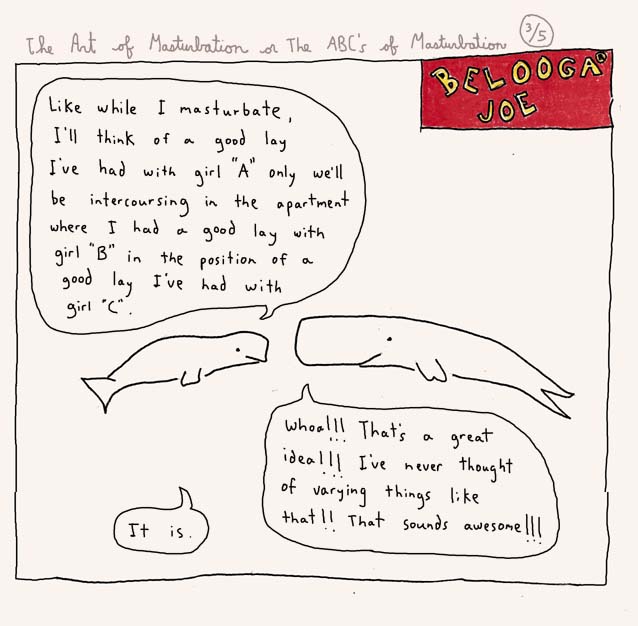 The Art of Masturbation or The ABC's of Masturbation 3/5
BELOOGA
JOE
Like while I masturbate,
I'll think of a good lay
I've had with girl "A" only we'll
be intercoursing in the apartment
where I had a good lay with
girl "B" in the position of a
good lay I've had with
girl "C".
Whoa!!! That's a great
idea!!! I've never thought
of varying things like
that!! That sounds awesome!!!
It is.